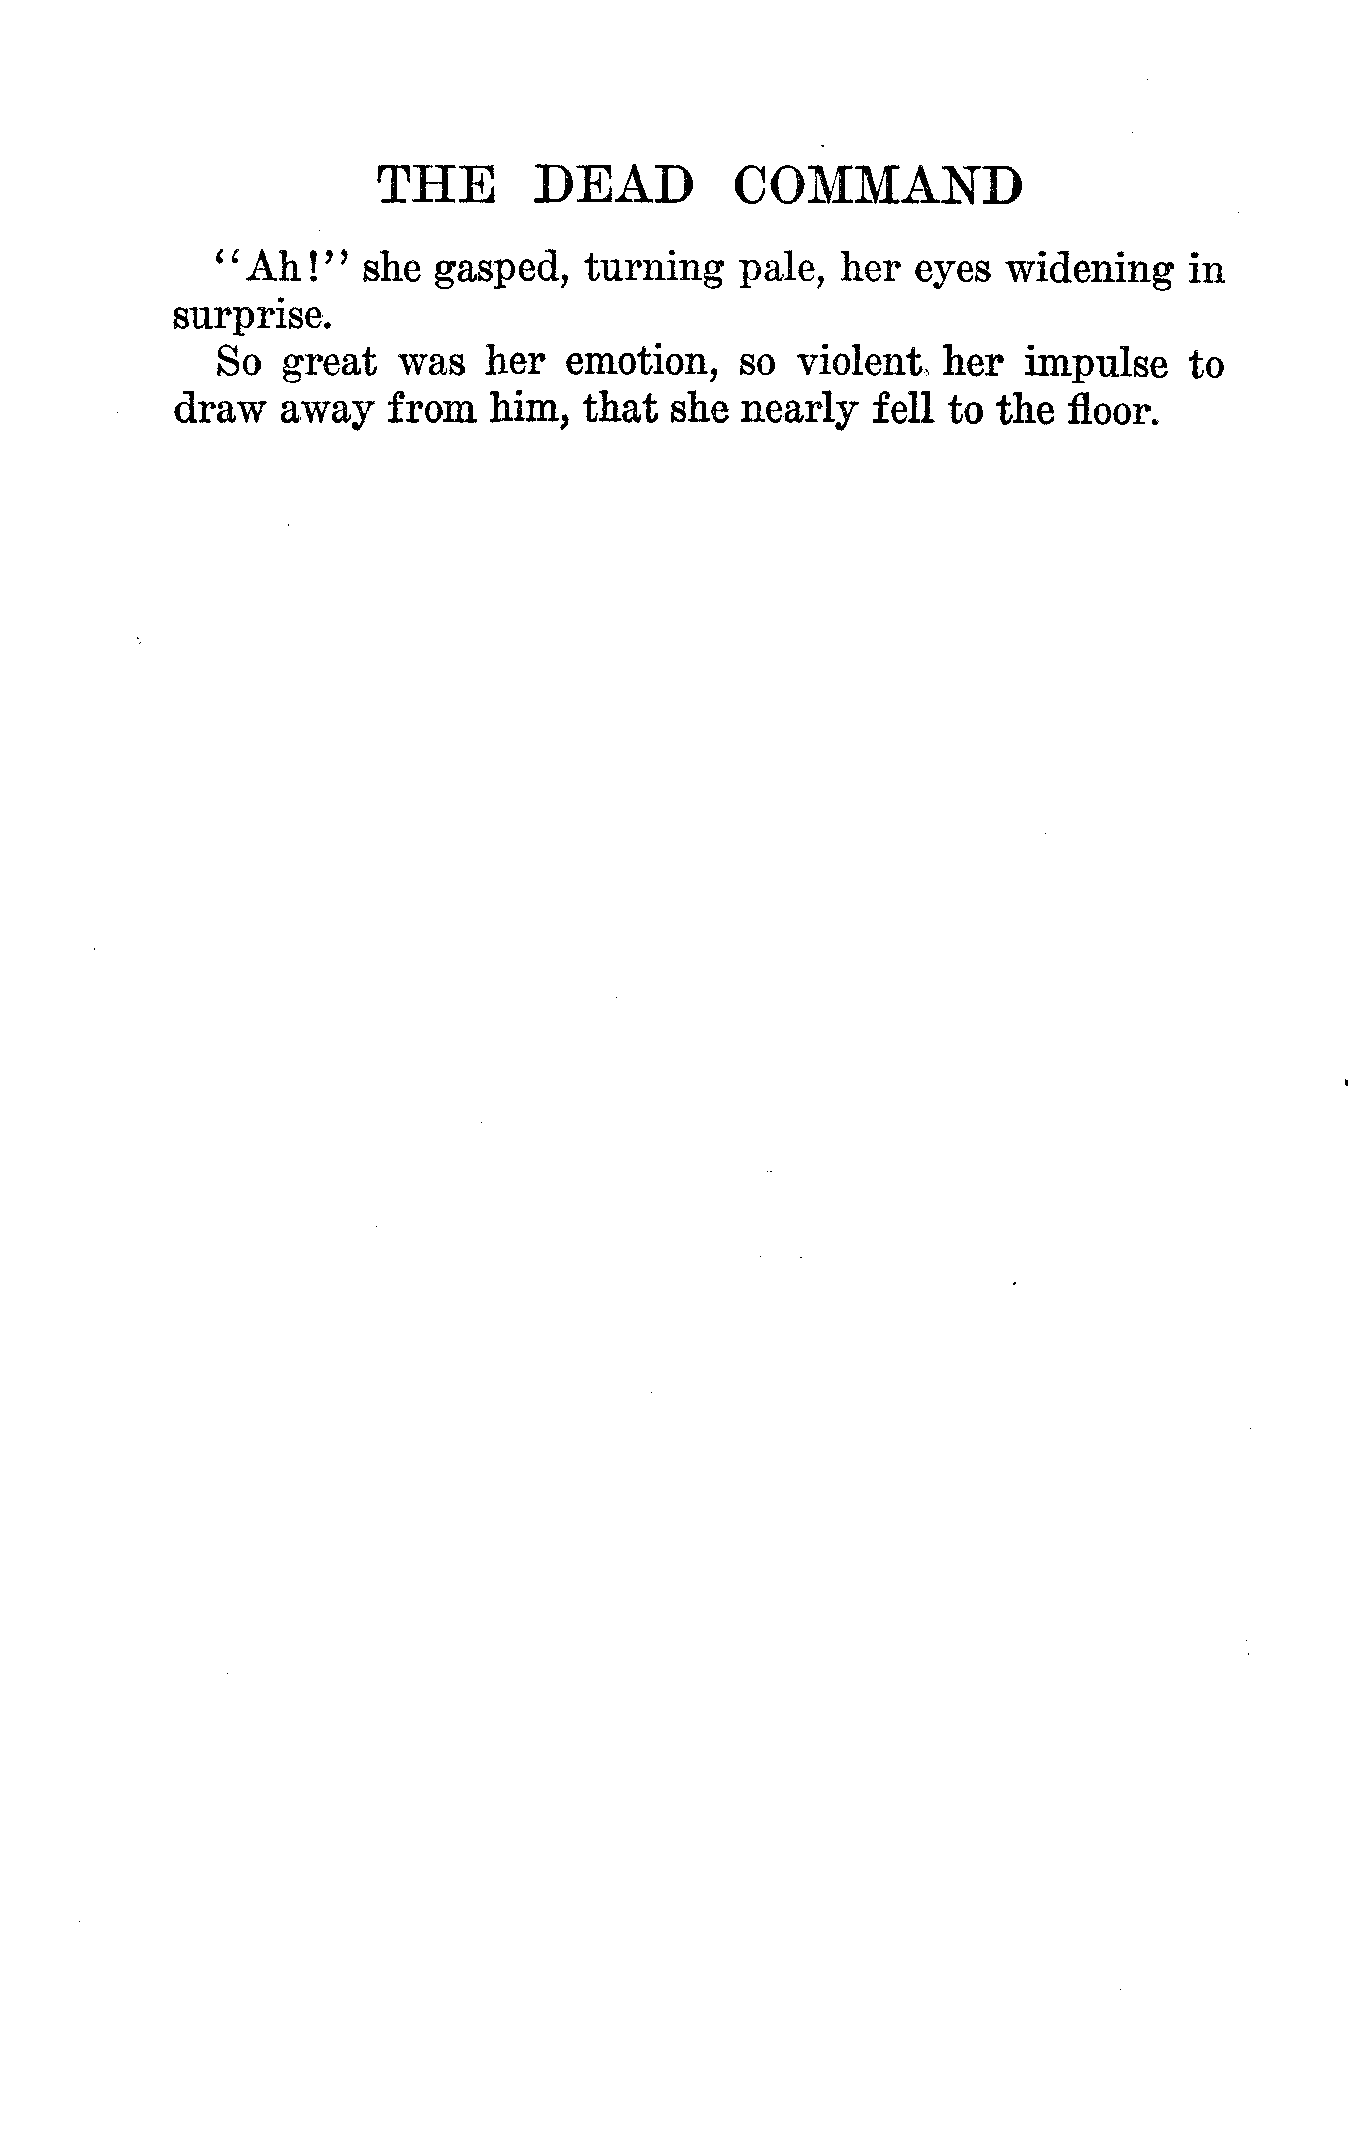 THE DEAD COMMAND
"Ah!" she gasped, turning pale, her eyes widening in
surprise.
So great was her emotion, so violent, her impulse to
draw away from him, that she nearly fell to the floor.